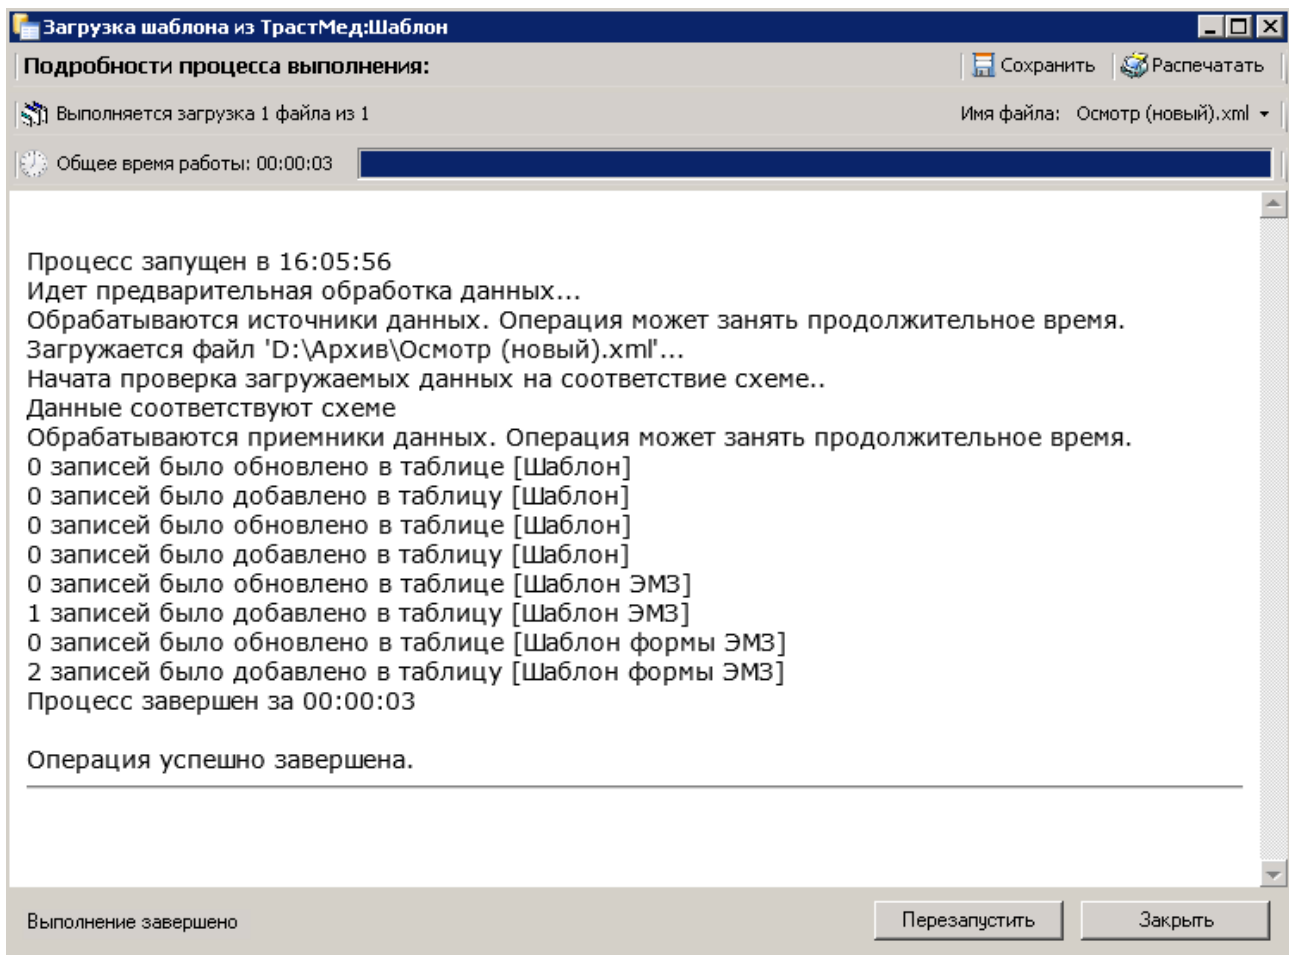 Загрузка шаблона из ТрастМед:Шаблон
Подробности процесса выполнения: Сохранить Распечатать
Выполняется загрузка 1 файла из 1 Имя файла: Осмотр (новый).xml
Общее время работы: 00:00:03
Процесс запущен в 16:05:56
Идет предварительная обработка данных...
Обрабатываются источники данных. Операция может занять продолжительное время.
Загружается файл 'D:\Архив\Осмотр (новый).xml'...
Начата проверка загружаемых данных на соответствие схеме..
Данные соответствуют схеме
Обрабатываются приемники данных. Операция может занять продолжительное время.
0 записей было обновлено в таблице [Шаблон]
0 записей было добавлено в таблицу [Шаблон]
0 записей было обновлено в таблице [Шаблон]
0 записей было добавлено в таблицу [Шаблон]
0 записей было обновлено в таблице [Шаблон ЭМЗ]
1 записей было добавлено в таблицу [Шаблон ЭМЗ]
0 записей было обновлено в таблице [Шаблон формы ЭМЗ]
2 записей было добавлено в таблицу [Шаблон формы ЭМЗ]
Процесс завершен за 00:00:03
Операция успешно завершена.
Выполнение завершено Перезапустить Закрыть